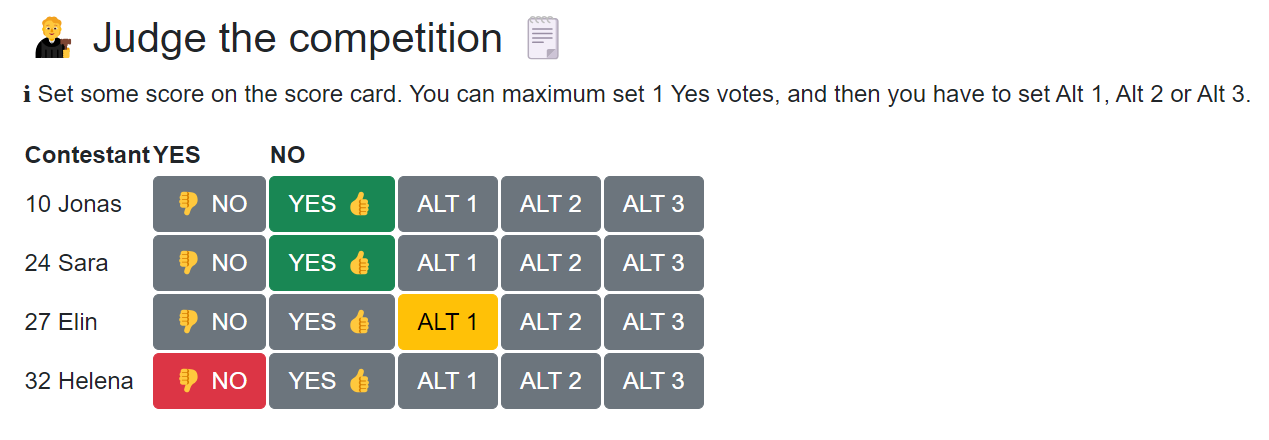 Judge the competition
ℹ Set some score on the score card. You can maximum set 1 Yes votes, and then you have to set Alt 1, Alt 2 or Alt 3.
Contestant YES NO
10 Jonas 👎 NO YES 👍 ALT 1 ALT 2 ALT 3
24 Sara 👎 NO YES 👍 ALT 1 ALT 2 ALT 3
27 Elin 👎 NO YES 👍 ALT 1 ALT 2 ALT 3
32 Helena 👎 NO YES 👍 ALT 1 ALT 2 ALT 3